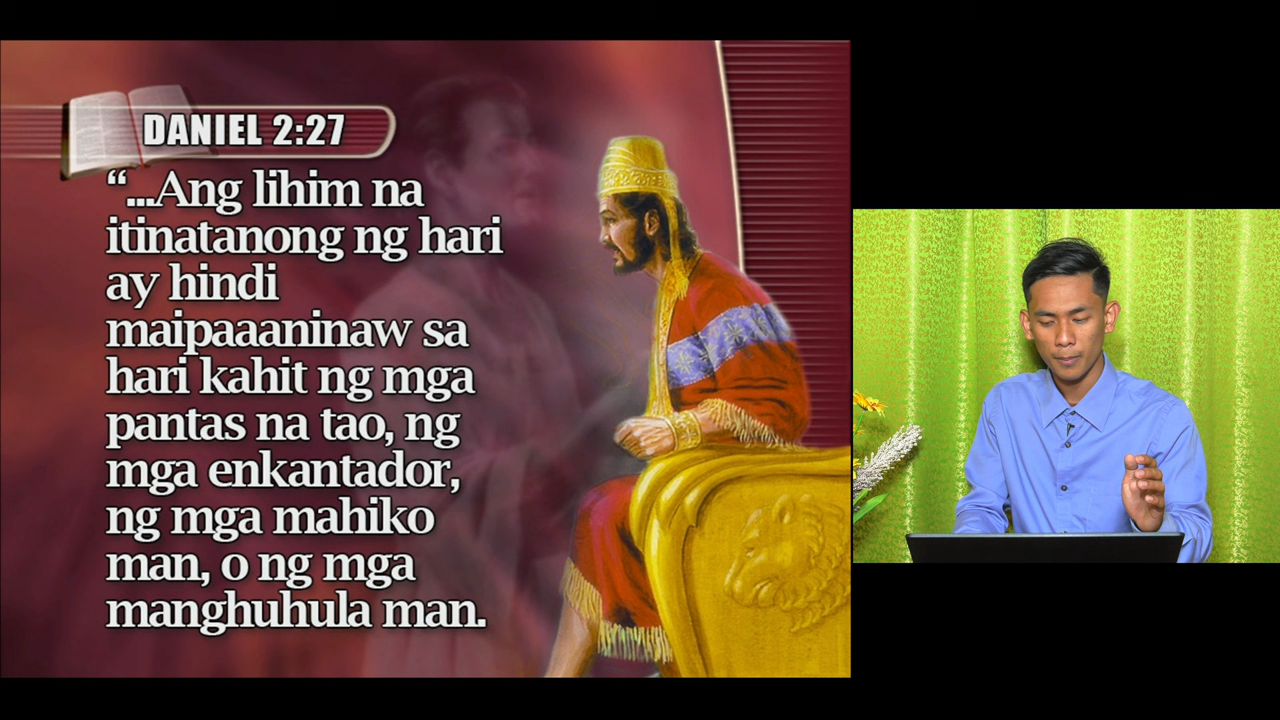 DANIEL 2:27
“...Ang lihim na
itinatanong ng hari
ay hindi
maipaaaninaw sa
hari kahit ng mga
pantas na tao, ng
mga enkantador,
ng mga mahiko
man, o ng mga
manghuhula man.